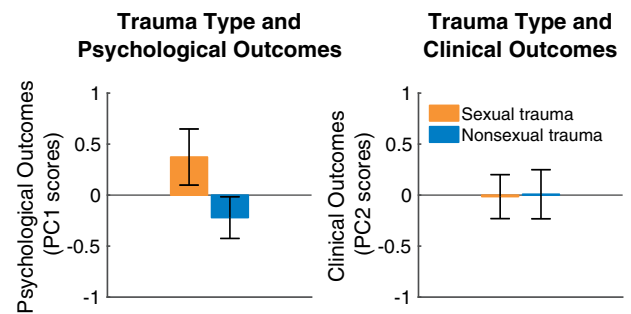 Trauma Type and
Psychological Outcomes
Psychological Outcomes
(PC1 scores)
1
0.5
0
-0.5
-1
Trauma Type and
Clinical Outcomes
Clinical Outcomes
(PC2 scores)
1
0.5
0
-0.5
-1
Sexual trauma
Nonsexual trauma